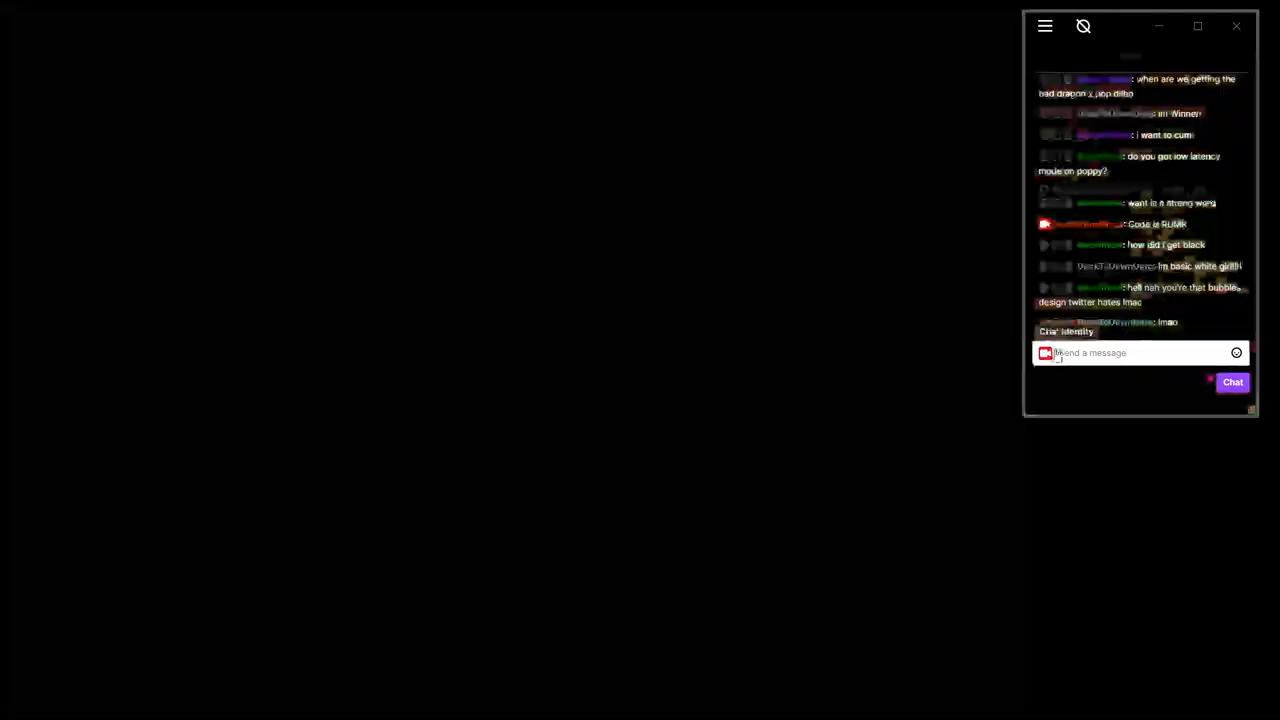 : when are we getting the
bad dragon x pop dildo
: im Winner
: i want to cum
: do you got low latency
mode on poppy?
: want is a strong word
: Code is RUMK
: how did i get black
: Im basic white girl!!!
: hell nah you're that bubbles
design twitter hates lmao
: lmao
Chat Identity
Send a message
Chat